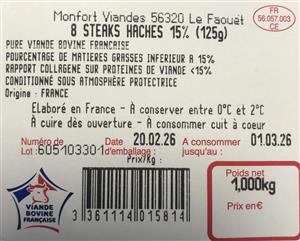 Monfort Viandes 56320 Le Faouet
FR
56.057.003
CE
8 STEAKS HACHES 15% (125g)
PURE VIANDE BOVINE FRANCAISE
POURCENTAGE DE MATIERES GRASSES INFERIEUR A 15%
RAPPORT COLLAGENE SUR PROTEINES DE VIANDE <15%
CONDITIONNÉ SOUS ATMOSPHÈRE PROTECTRICE
Origine : FRANCE
Elaboré en France - À conserver entre 0°C et 2°C
À cuire dès ouverture - À consommer cuit à coeur
Numéro de
Lot : 605103301
20.02.26
d'emballage :
A consommer
jusqu'au :
01.03.26
Prix/Kg :
Poids net
1,000kg
Prix en €
VIANDE
BOVINE
FRANÇAISE
3 361114 015814